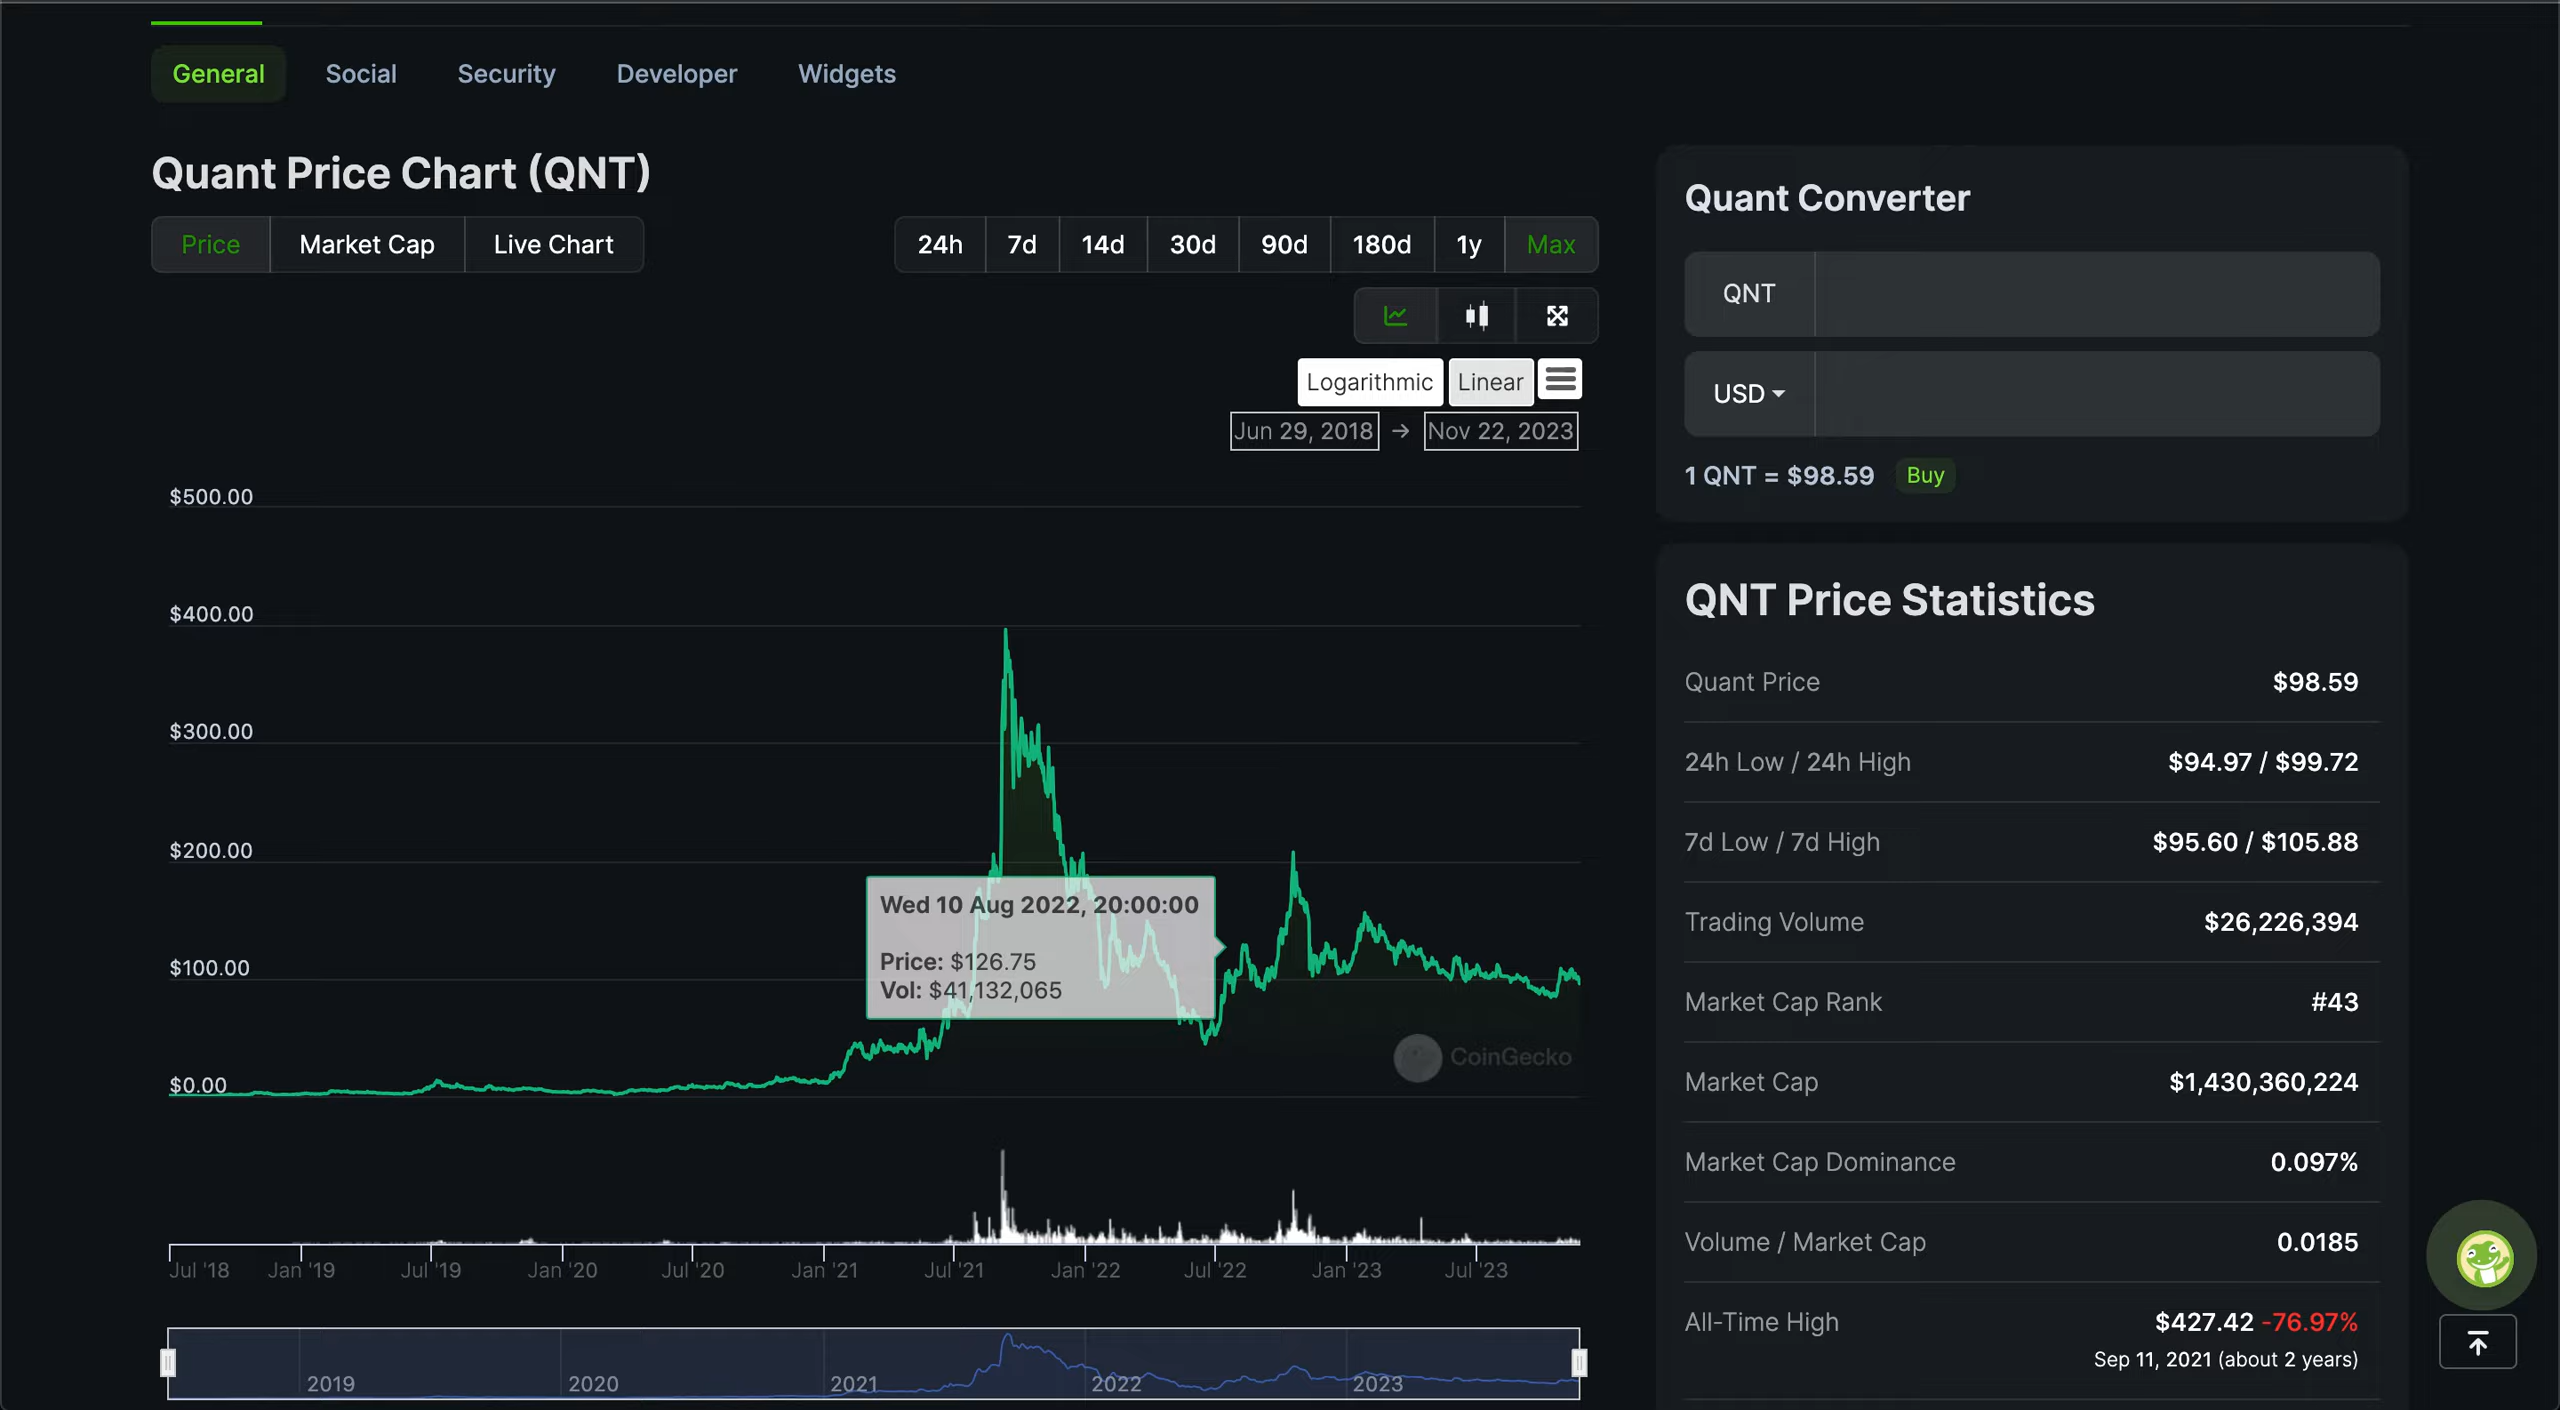 General Social Security Developer Widgets
Quant Price Chart (QNT)
Price Market Cap Live Chart
24h 7d 14d 30d 90d 180d 1y Max
Logarithmic Linear
Jun 29, 2018 → Nov 22, 2023
$500.00
$400.00
$300.00
$200.00
$100.00
$0.00
Wed 10 Aug 2022, 20:00:00
Price: $126.75
Vol: $41,132,065
CoinGecko
Jul '18 Jan '19 Jul '19 Jan '20 Jul '20 Jan '21 Jul '21 Jan '22 Jul '22 Jan '23 Jul '23
2019 2020 2021 2022 2023
Quant Converter
QNT
USD
1 QNT = $98.59 Buy
QNT Price Statistics
Quant Price $98.59
24h Low / 24h High $94.97 / $99.72
7d Low / 7d High $95.60 / $105.88
Trading Volume $26,226,394
Market Cap Rank #43
Market Cap $1,430,360,224
Market Cap Dominance 0.097%
Volume / Market Cap 0.0185
All-Time High $427.42 -76.97%
Sep 11, 2021 (about 2 years)